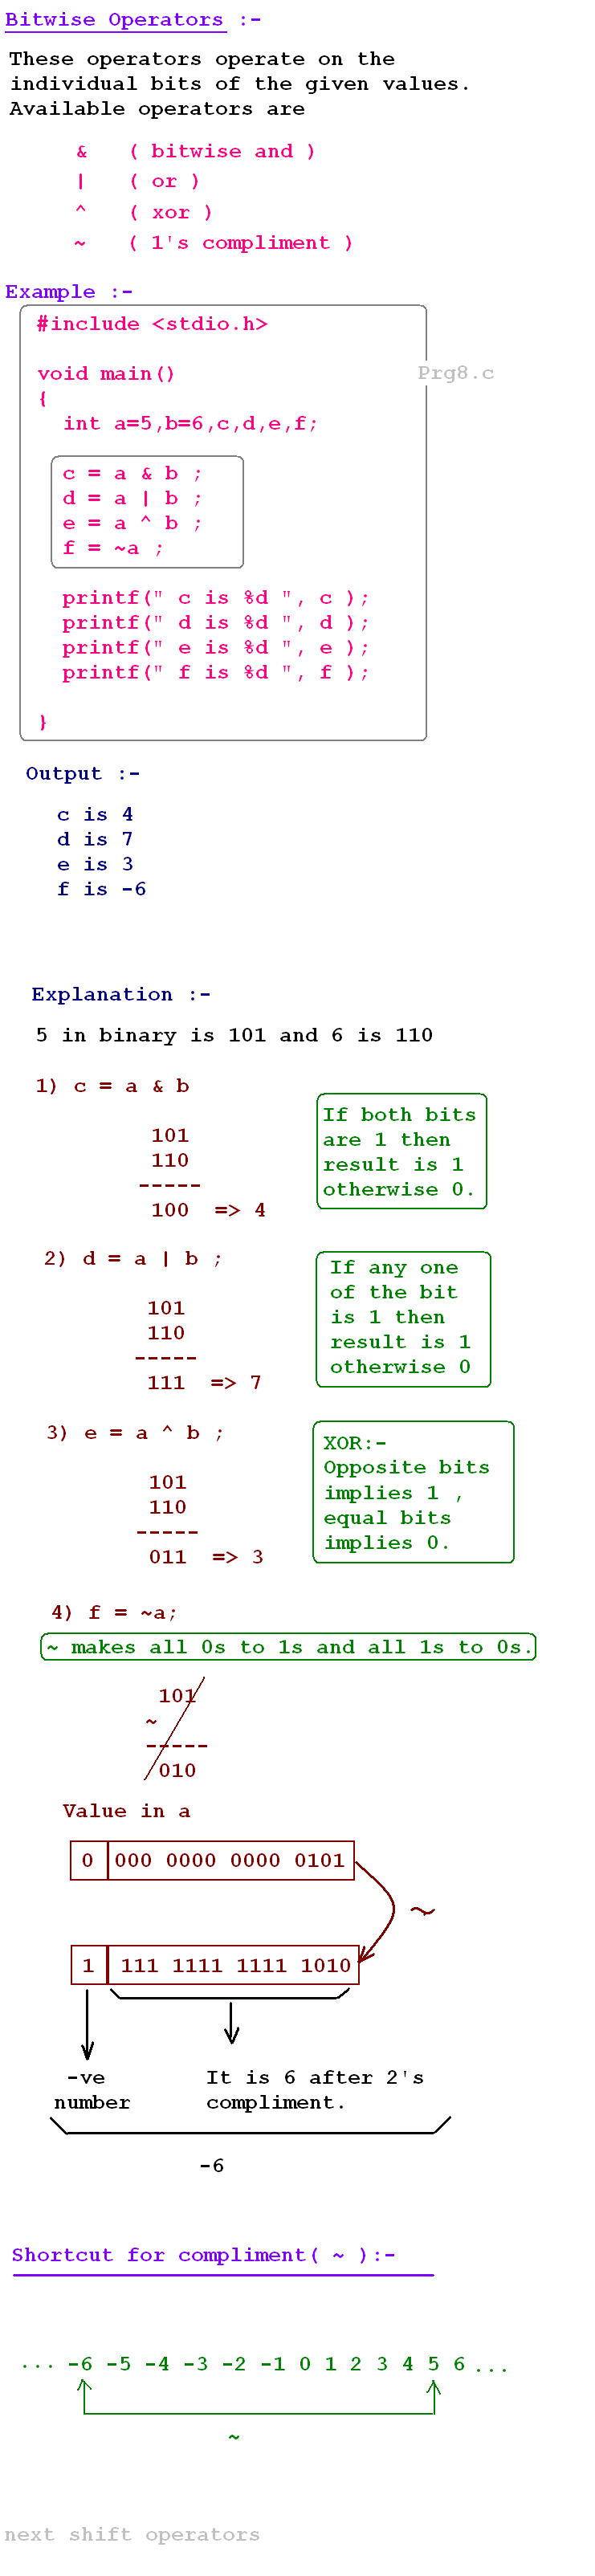 Bitwise Operators :-
These operators operate on the
individual bits of the given values.
Available operators are
& ( bitwise and )
| ( or )
^ ( xor )
~ ( 1's compliment )
Example :-
#include <stdio.h>
void main()
Prg8.c
{
int a=5,b=6,c,d,e,f;
c = a & b ;
d = a | b ;
e = a ^ b ;
f = ~a ;
printf(" c is %d ", c );
printf(" d is %d ", d );
printf(" e is %d ", e );
printf(" f is %d ", f );
}
Output :-
c is 4
d is 7
e is 3
f is -6
Explanation :-
5 in binary is 101 and 6 is 110
1) c = a & b
101
110
-----
100 => 4
If both bits
are 1 then
result is 1
otherwise 0.
2) d = a | b ;
101
110
-----
111 => 7
If any one
of the bit
is 1 then
result is 1
otherwise 0
3) e = a ^ b ;
101
110
-----
011 => 3
XOR:-
Opposite bits
implies 1 ,
equal bits
implies 0.
4) f = ~a;
~ makes all 0s to 1s and all 1s to 0s.
101
~
-----
010
Value in a
0 000 0000 0000 0101
~
1 111 1111 1111 1010
-ve
number
It is 6 after 2's
compliment.
-6
Shortcut for compliment( ~ ):-
... -6 -5 -4 -3 -2 -1 0 1 2 3 4 5 6 ...
~
next shift operators